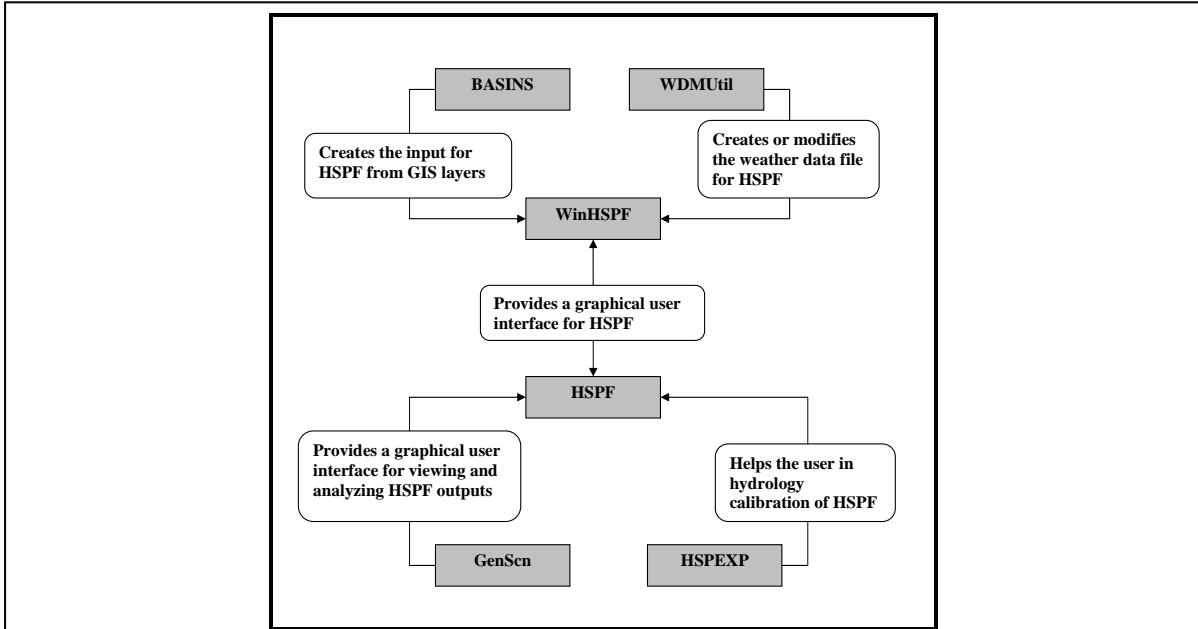 BASINS
WDMUtil
Creates the input for
HSPF from GIS layers
Creates or modifies
the weather data file
for HSPF
WinHSPF
Provides a graphical user
interface for HSPF
HSPF
Provides a graphical user
interface for viewing and
analyzing HSPF outputs
Helps the user in
hydrology
calibration of HSPF
GenScn
HSPEXP